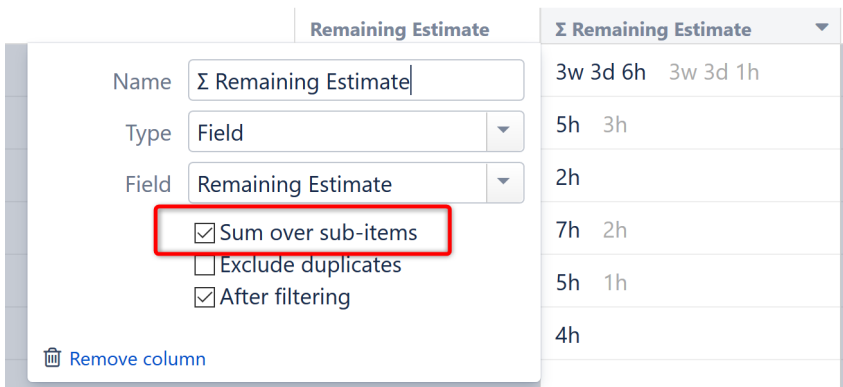 Remaining Estimate Σ Remaining Estimate
Name Σ Remaining Estimate
3w 3d 6h 3w 3d 1h
Type Field
5h 3h
Field Remaining Estimate
2h
Sum over sub-items
7h 2h
Exclude duplicates
5h 1h
After filtering
4h
Remove column